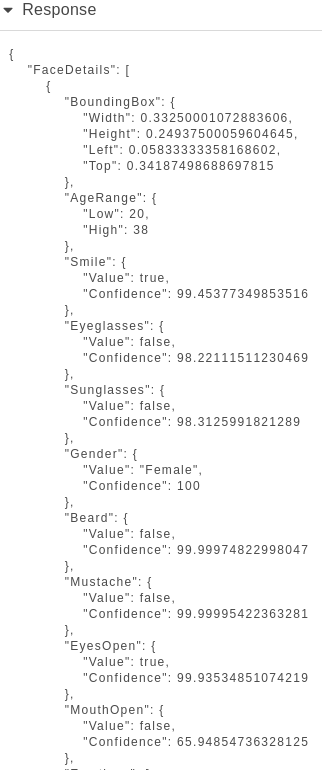 Response
{
"FaceDetails": [
{
"BoundingBox": {
"Width": 0.33250001072883606,
"Height": 0.24937500059604645,
"Left": 0.05833333358168602,
"Top": 0.34187498688697815
},
"AgeRange": {
"Low": 20,
"High": 38
},
"Smile": {
"Value": true,
"Confidence": 99.45377349853516
},
"Eyeglasses": {
"Value": false,
"Confidence": 98.22111511230469
},
"Sunglasses": {
"Value": false,
"Confidence": 98.3125991821289
},
"Gender": {
"Value": "Female",
"Confidence": 100
},
"Beard": {
"Value": false,
"Confidence": 99.99974822998047
},
"Mustache": {
"Value": false,
"Confidence": 99.99995422363281
},
"EyesOpen": {
"Value": true,
"Confidence": 99.93534851074219
},
"MouthOpen": {
"Value": false,
"Confidence": 65.94854736328125
},